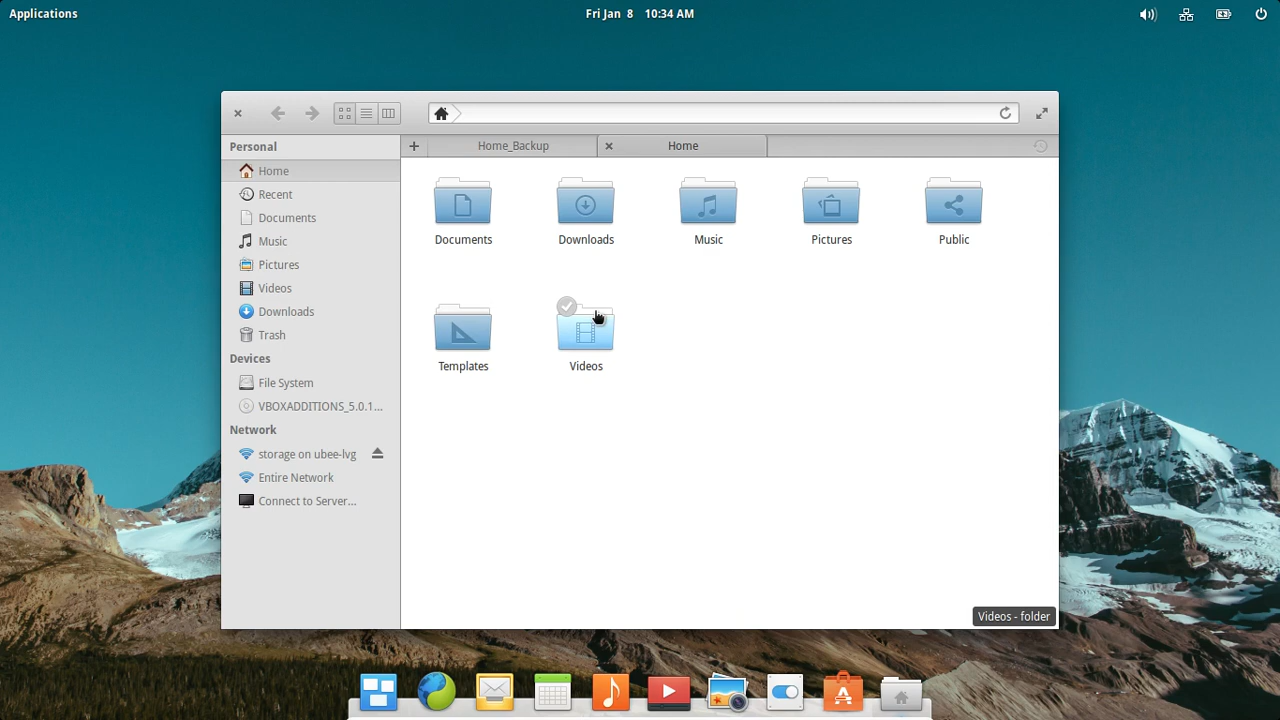 Applications
Fri Jan 8 10:34 AM
Personal
Home_Backup
Home
Home
Recent
Documents
Music
Pictures
Videos
Downloads
Trash
Devices
File System
VBOXADDITIONS_5.0.1...
Network
storage on ubee-lvg
Entire Network
Connect to Server...
Documents
Downloads
Music
Pictures
Public
Templates
Videos
Videos - folder